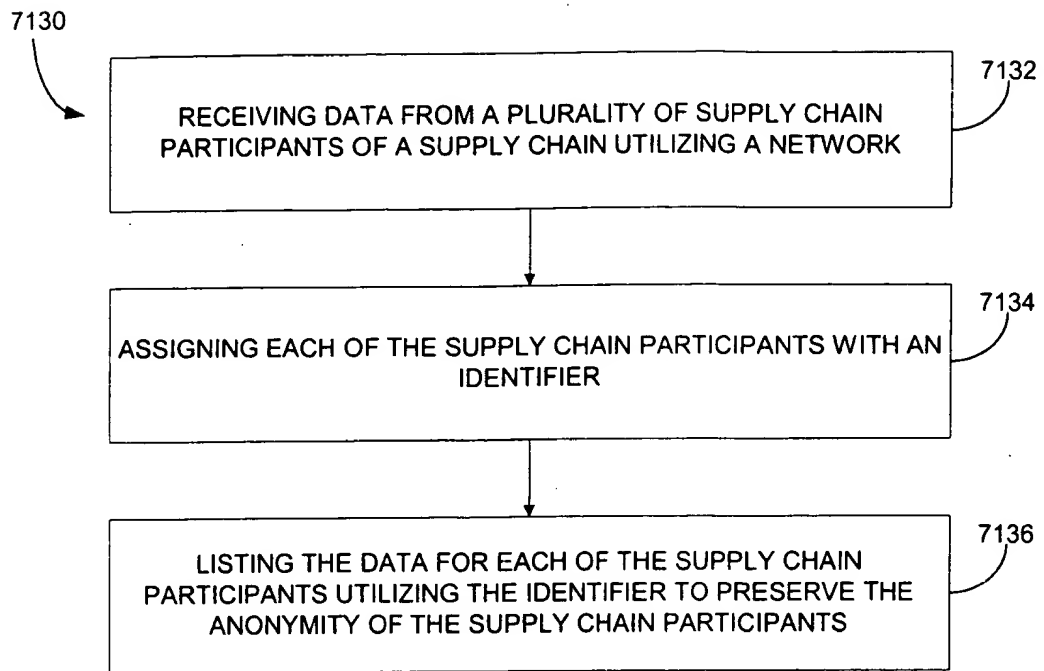 7130
7132
RECEIVING DATA FROM A PLURALITY OF SUPPLY CHAIN
PARTICIPANTS OF A SUPPLY CHAIN UTILIZING A NETWORK
7134
ASSIGNING EACH OF THE SUPPLY CHAIN PARTICIPANTS WITH AN
IDENTIFIER
7136
LISTING THE DATA FOR EACH OF THE SUPPLY CHAIN
PARTICIPANTS UTILIZING THE IDENTIFIER TO PRESERVE THE
ANONYMITY OF THE SUPPLY CHAIN PARTICIPANTS